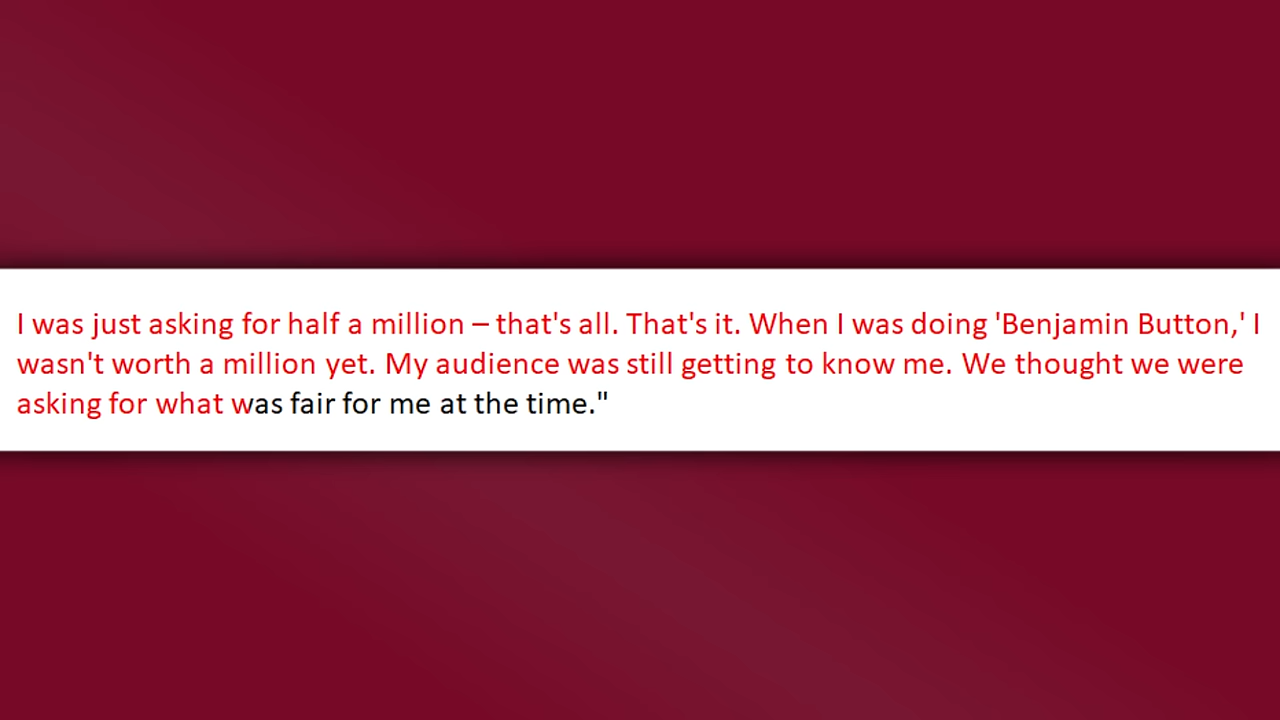 I was just asking for half a million – that's all. That's it. When I was doing 'Benjamin Button,' I
wasn't worth a million yet. My audience was still getting to know me. We thought we were
asking for what was fair for me at the time."